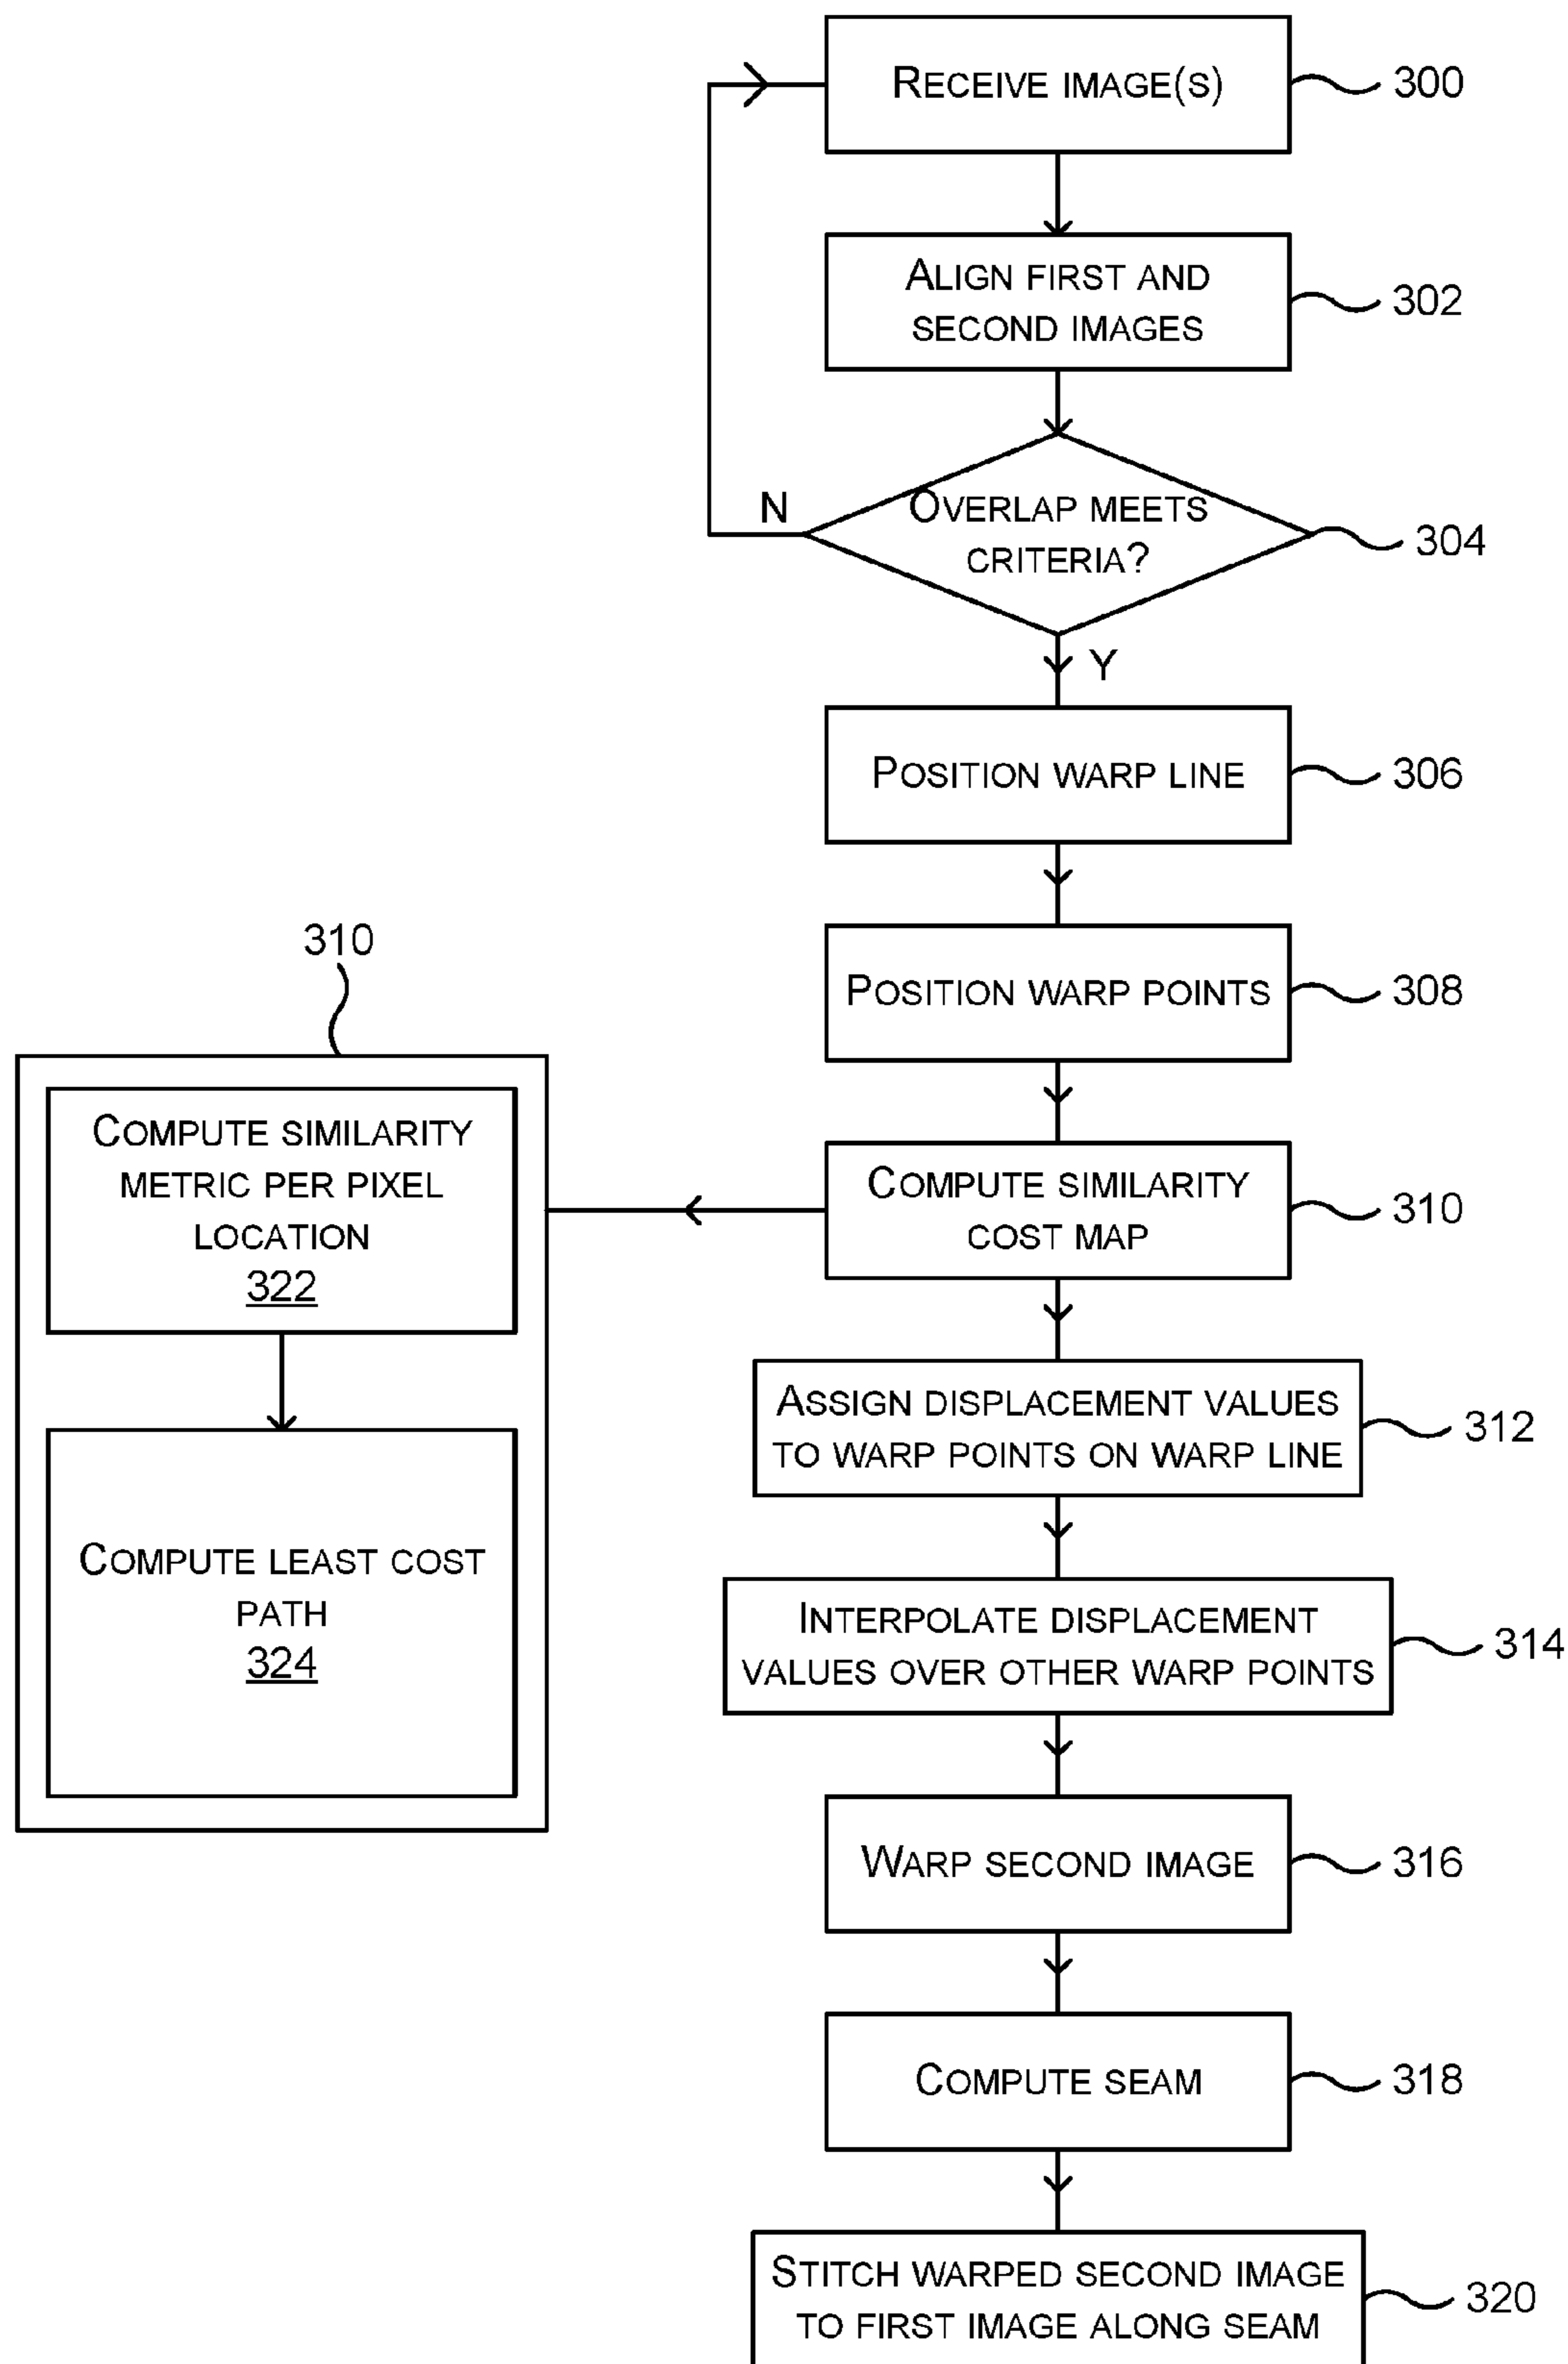 RECEIVE IMAGE(S)
300
ALIGN FIRST AND
SECOND IMAGES
302
OVERLAP MEETS
CRITERIA?
304
N
Y
POSITION WARP LINE
306
POSITION WARP POINTS
308
COMPUTE SIMILARITY
COST MAP
310
310
COMPUTE SIMILARITY
METRIC PER PIXEL
LOCATION
322
COMPUTE LEAST COST
PATH
324
ASSIGN DISPLACEMENT VALUES
TO WARP POINTS ON WARP LINE
312
INTERPOLATE DISPLACEMENT
VALUES OVER OTHER WARP POINTS
314
WARP SECOND IMAGE
316
COMPUTE SEAM
318
STITCH WARPED SECOND IMAGE
TO FIRST IMAGE ALONG SEAM
320